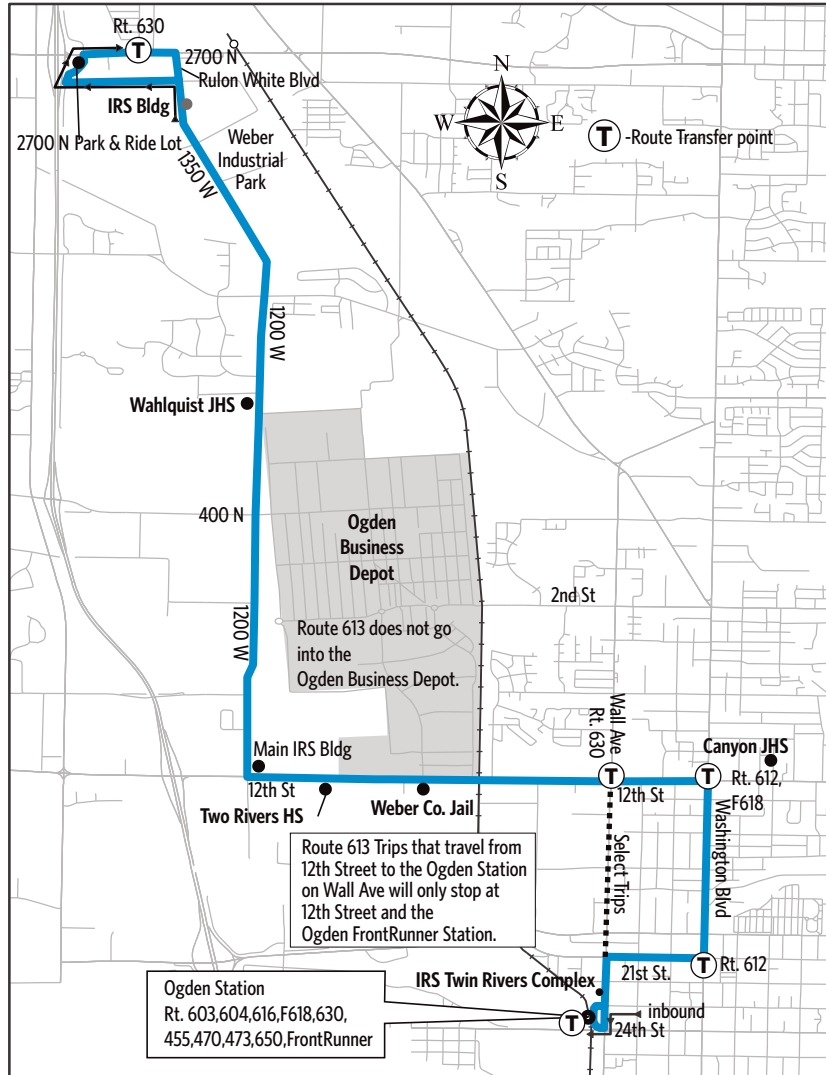 Rt. 630
T
2700 N
Rulon White Blvd
IRS Bldg
2700 N Park & Ride Lot
1350 W
Weber
Industrial
Park
N
W
E
S
T -Route Transfer point
1200 W
Wahlquist JHS
400 N
Ogden
Business
Depot
2nd St
1200 W
Route 613 does not go
into the
Ogden Business Depot.
Wall Ave
Rt. 630
Canyon JHS
Main IRS Bldg
T
T
Rt. 612,
F618
12th St
12th St
Two Rivers HS
Weber Co. Jail
Washington Blvd
Select Trips
Route 613 Trips that travel from
12th Street to the Ogden Station
on Wall Ave will only stop at
12th Street and the
Ogden FrontRunner Station.
T
Rt. 612
21st St.
IRS Twin Rivers Complex
Ogden Station
Rt. 603,604,616,F618,630,
455,470,473,650,FrontRunner
T
inbound
24th St